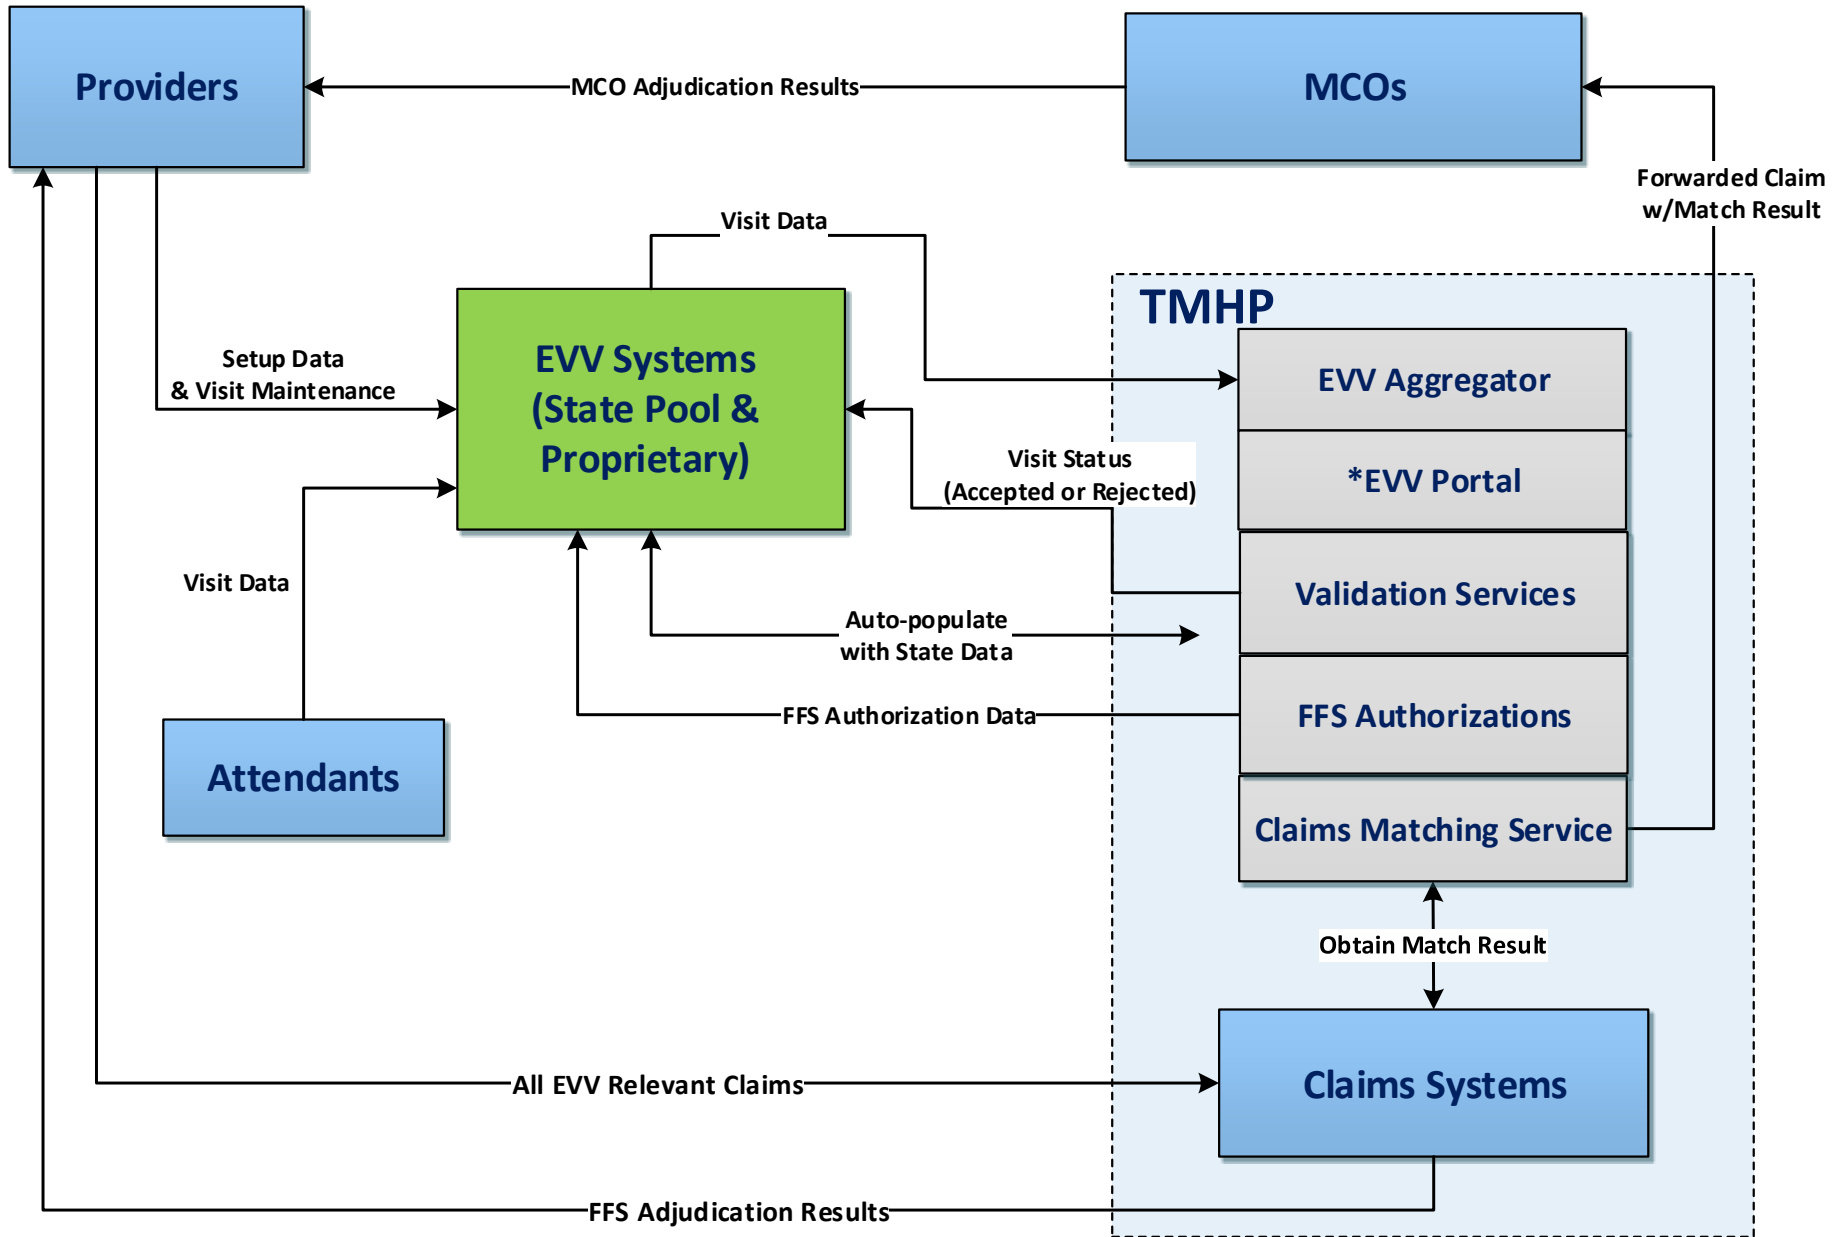 Providers
MCO Adjudication Results
MCOs
Forwarded Claim
w/Match Result
Visit Data
TMHP
EVV Systems
(State Pool &
Proprietary)
Setup Data
& Visit Maintenance
EVV Aggregator
Visit Status
(Accepted or Rejected)
*EVV Portal
Visit Data
Validation Services
Auto-populate
with State Data
FFS Authorization Data
FFS Authorizations
Attendants
Claims Matching Service
Obtain Match Result
All EVV Relevant Claims
Claims Systems
FFS Adjudication Results